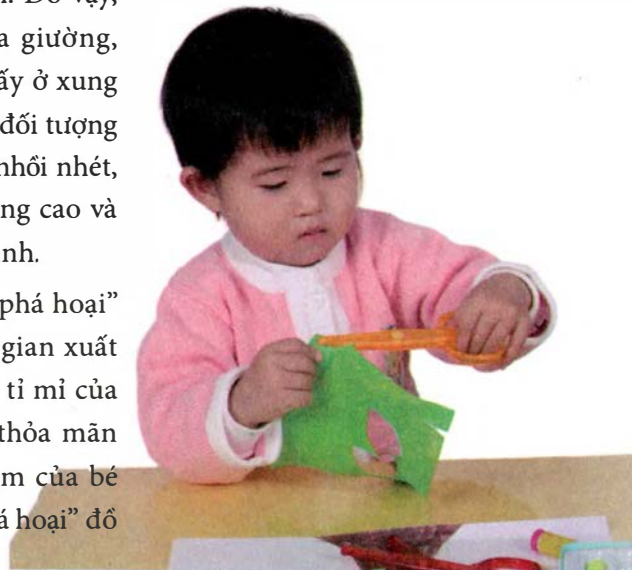 vậy,
a giường,
ấy ở xung
đối tượng
nhồi nhét,
ng cao và
nh.
phá hoại”
gian xuất
tỉ mỉ của
thỏa mãn
m của bé
á hoại” đồ